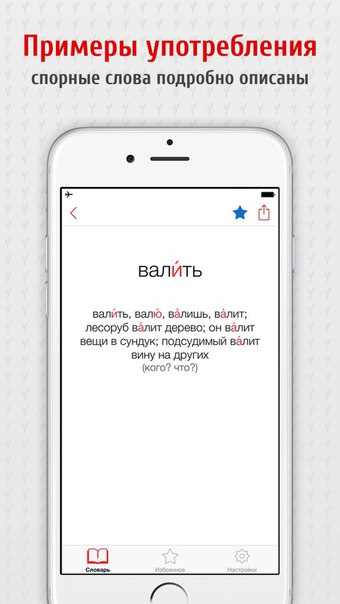 Примеры употребления
спорные слова подробно описаны
вали́ть
вали́ть, валю́, ва́лишь, ва́лит;
лесоруб ва́лит дерево; он ва́лит
вещи в сундук; подсудимый ва́лит
вину на других
(кого? что?)
Словарь Избранное Настройки